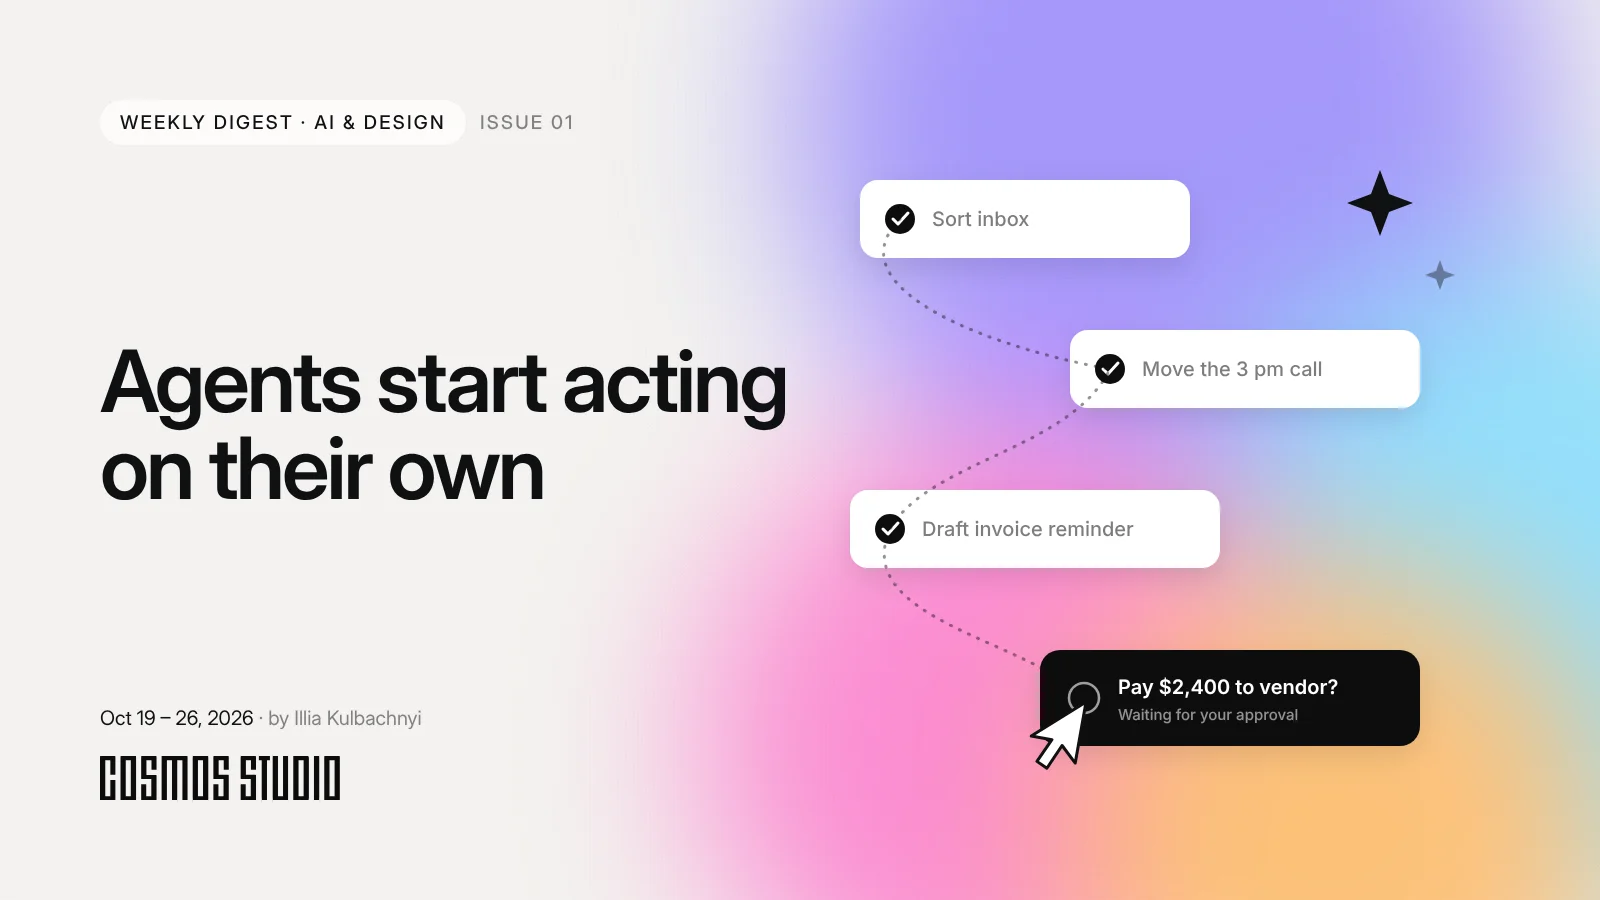 WEEKLY DIGEST · AI & DESIGN
ISSUE 01
Agents start acting
on their own
Oct 19 – 26, 2026 · by Illia Kulbachnyi
COSMOS STUDIO
Sort inbox
Move the 3 pm call
Draft invoice reminder
Pay $2,400 to vendor?
Waiting for your approval